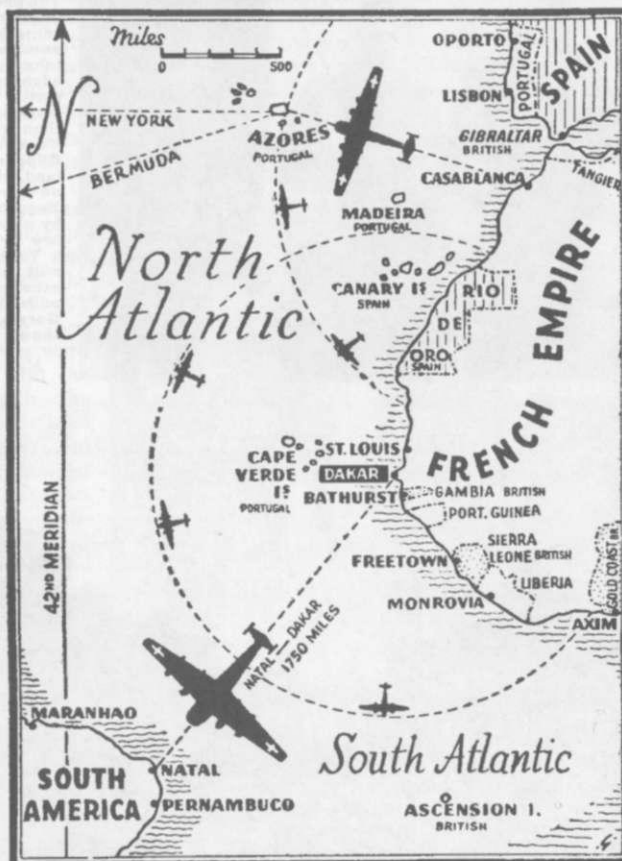 Miles
0 500
N
NEW YORK
BERMUDA
AZORES
PORTUGAL
OPORTO
PORTUGAL
SPAIN
LISBON
GIBRALTAR
BRITISH
TANGIER
CASABLANCA
MADEIRA
PORTUGAL
North
Atlantic
CANARY IS
SPAIN
RIO
DE
ORO
SPAIN
FRENCH EMPIRE
CAPE
VERDE
IS
PORTUGAL
ST. LOUIS
DAKAR
BATHURST
GAMBIA BRITISH
PORT. GUINEA
SIERRA
LEONE BRITISH
FREETOWN
LIBERIA
MONROVIA
GOLD COAST BR.
AXIM
42ND MERIDIAN
NATAL — DAKAR
1750 MILES
MARANHAO
SOUTH
AMERICA
NATAL
PERNAMBUCO
South Atlantic
ASCENSION I.
BRITISH